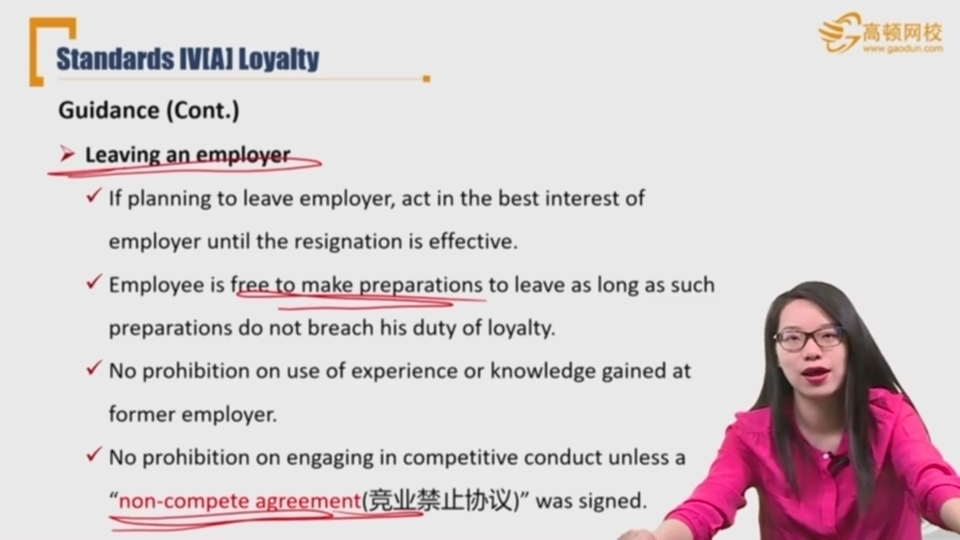 高顿网校
www.gaodun.com
Standards IV[A] Loyalty
Guidance (Cont.)
Leaving an employer
If planning to leave employer, act in the best interest of
employer until the resignation is effective.
Employee is free to make preparations to leave as long as such
preparations do not breach his duty of loyalty.
No prohibition on use of experience or knowledge gained at
former employer.
No prohibition on engaging in competitive conduct unless a
“non-compete agreement(竞业禁止协议)” was signed.